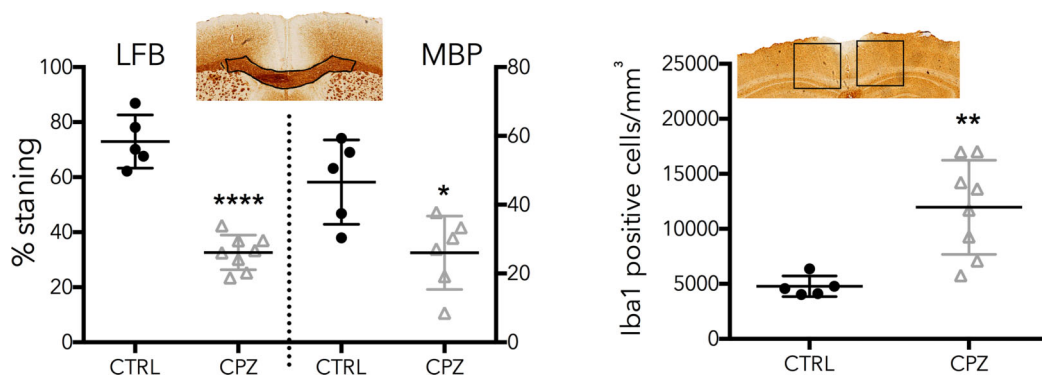 LFB
MBP
% staning
100
80
60
40
20
0
80
60
40
20
0
****
*
CTRL
CPZ
CTRL
CPZ
Iba1 positive cells/mm³
25000
20000
15000
10000
5000
0
**
CTRL
CPZ